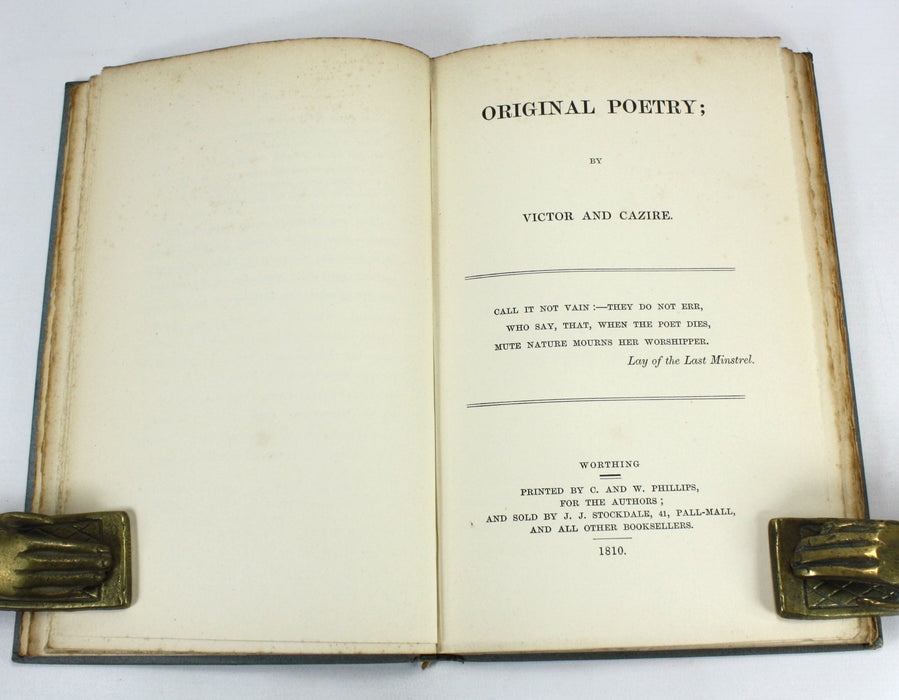 ORIGINAL POETRY;
BY
VICTOR AND CAZIRE.
CALL IT NOT VAIN :—THEY DO NOT ERR,
WHO SAY, THAT, WHEN THE POET DIES,
MUTE NATURE MOURNS HER WORSHIPPER.
Lay of the Last Minstrel.
WORTHING
PRINTED BY C. AND W. PHILLIPS,
FOR THE AUTHORS ;
AND SOLD BY J. J. STOCKDALE, 41, PALL-MALL,
AND ALL OTHER BOOKSELLERS.
1810.